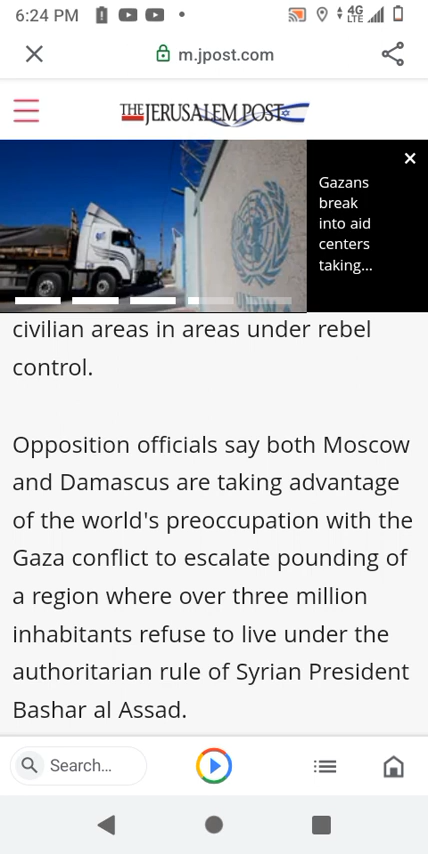 6:24 PM
4G
LTE
m.jpost.com
THE JERUSALEM POST
Gazans
break
into aid
centers
taking...
civilian areas in areas under rebel
control.
Opposition officials say both Moscow
and Damascus are taking advantage
of the world's preoccupation with the
Gaza conflict to escalate pounding of
a region where over three million
inhabitants refuse to live under the
authoritarian rule of Syrian President
Bashar al Assad.
Search...